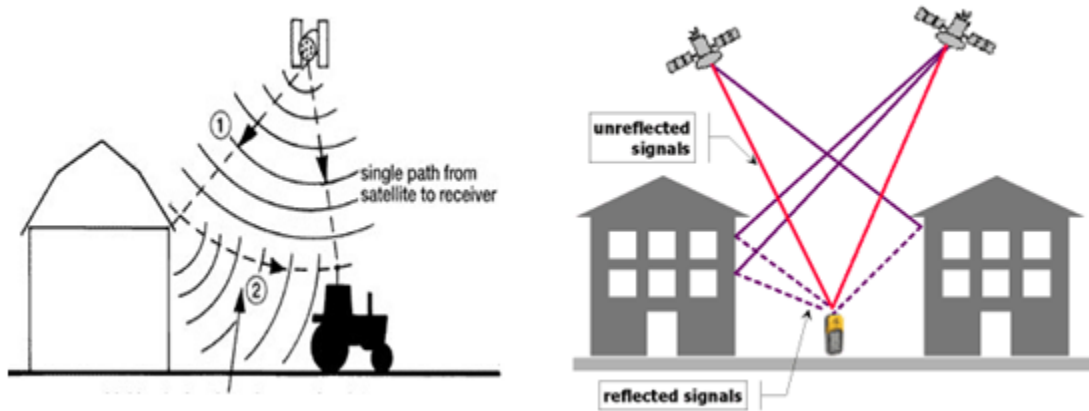 1
single path from
satellite to receiver
2
unreflected
signals
reflected signals